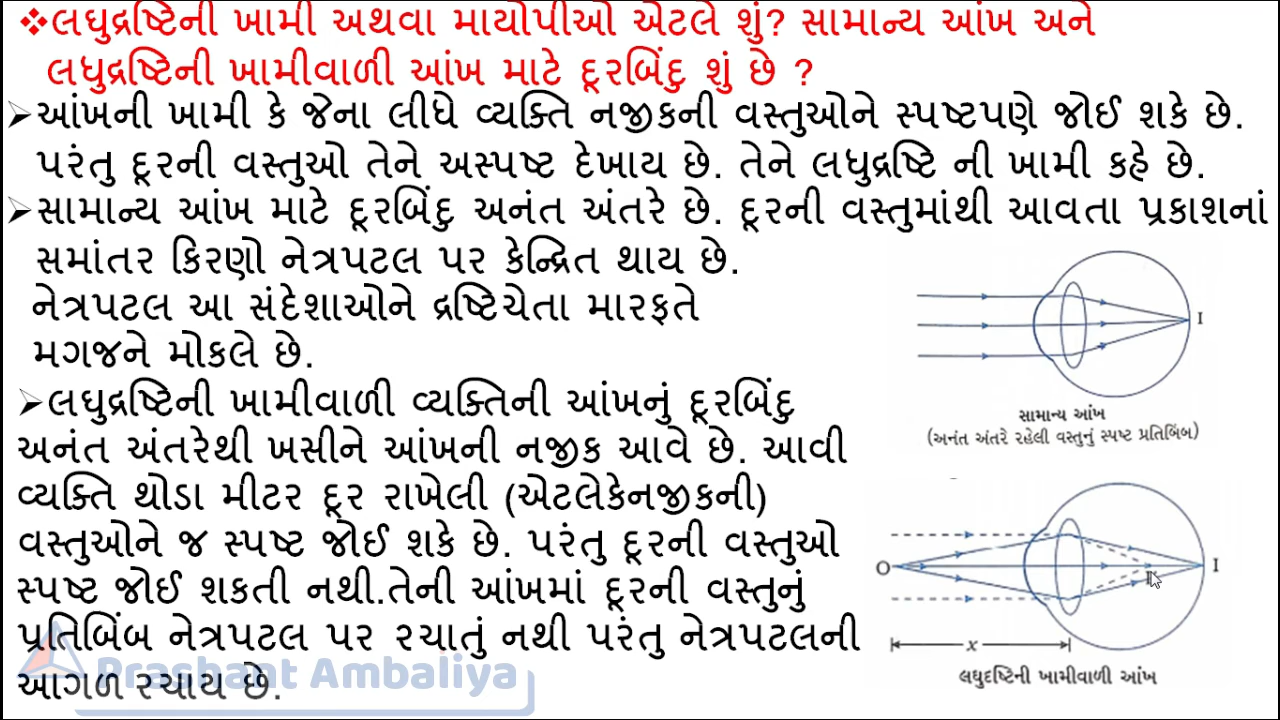 ❖લઘુદ્રષ્ટિની ખામી અથવા માયોપીઓ એટલે શું? સામાન્ય આંખ અને
લધુદ્રષ્ટિની ખામીવાળી આંખ માટે દૂરબિંદુ શું છે ?
➢આંખની ખામી કે જેના લીધે વ્યક્તિ નજીકની વસ્તુઓને સ્પષ્ટપણે જોઈ શકે છે.
પરંતુ દૂરની વસ્તુઓ તેને અસ્પષ્ટ દેખાય છે. તેને લધુદ્રષ્ટિ ની ખામી કહે છે.
➢સામાન્ય આંખ માટે દૂરબિંદુ અનંત અંતરે છે. દૂરની વસ્તુમાંથી આવતા પ્રકાશનાં
સમાંતર કિરણો નેત્રપટલ પર કેન્દ્રિત થાય છે.
નેત્રપટલ આ સંદેશાઓને દ્રષ્ટિચેતા મારફતે
મગજને મોકલે છે.
I
સામાન્ય આંખ
(અનંત અંતરે રહેલી વસ્તુનું સ્પષ્ટ પ્રતિબિંબ)
➢લઘુદ્રષ્ટિની ખામીવાળી વ્યક્તિની આંખનું દૂરબિંદુ
અનંત અંતરેથી ખસીને આંખની નજીક આવે છે. આવી
વ્યક્તિ થોડા મીટર દૂર રાખેલી (એટલેકેનજીકની)
વસ્તુઓને જ સ્પષ્ટ જોઈ શકે છે. પરંતુ દૂરની વસ્તુઓ
સ્પષ્ટ જોઈ શકતી નથી.તેની આંખમાં દૂરની વસ્તુનું
પ્રતિબિંબ નેત્રપટલ પર રચાતું નથી પરંતુ નેત્રપટલની
આગળ રચાય છે.
O I
x
લઘુદષ્ટિની ખામીવાળી આંખ
Prashant Ambaliya